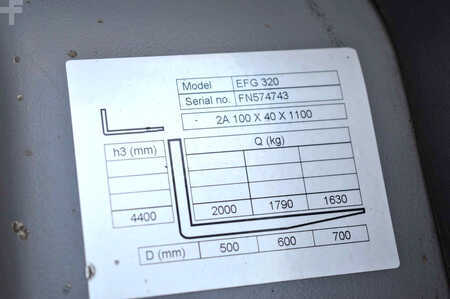 Model EFG 320
Serial no. FN574743
2A 100 X 40 X 1100
h3 (mm) Q (kg)
4400 2000 1790 1630
D (mm) 500 600 700